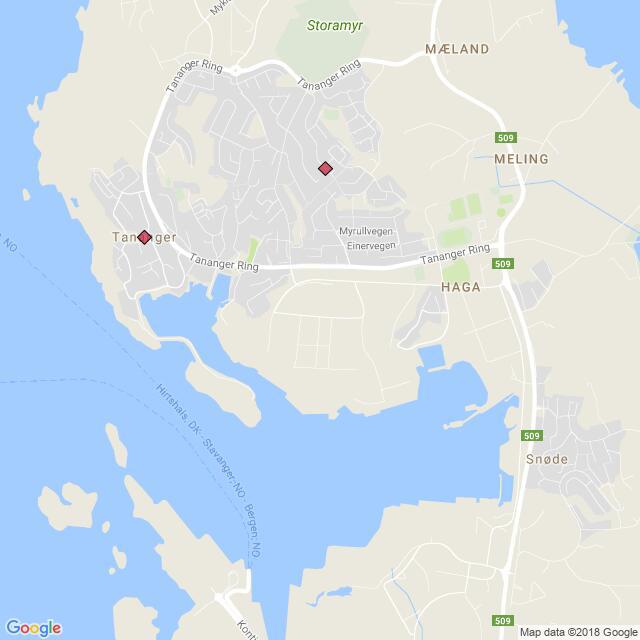 Mykl
Storamyr
MÆLAND
Tananger Ring
Tananger Ring
509
MELING
Tananger
Myrullvegen
Einervegen
Tananger Ring
Tananger Ring
NO
509
HAGA
Hirtshals, DK - Stavanger, NO - Bergen, NO
509
Snøde
Konti
509
Google
Map data ©2018 Google